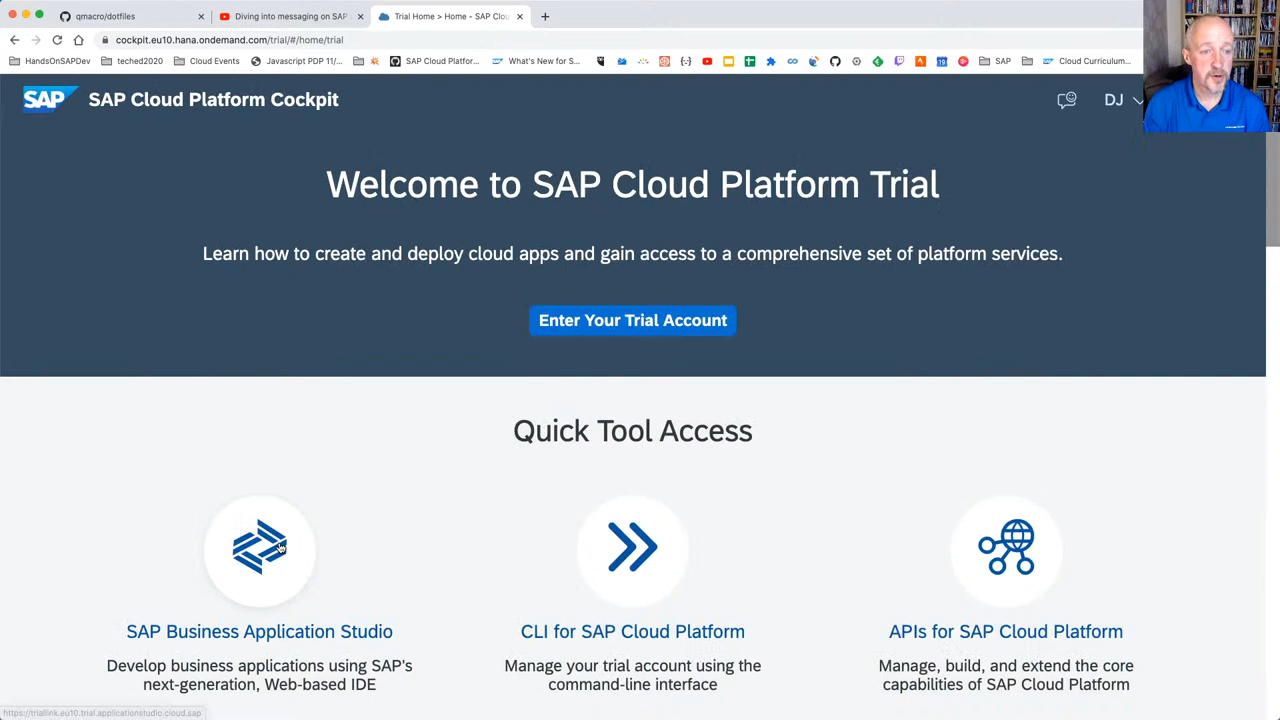 qmacro/dotfiles
Diving into messaging on SAP
Trial Home > Home - SAP Clou
cockpit.eu10.hana.ondemand.com/trial/#/home/trial
HandsOnSAPDev
teched2020
Cloud Events
Javascript PDP 11/...
SAP Cloud Platfor...
What's New for S...
SAP
Cloud Curriculum...
SAP
SAP Cloud Platform Cockpit
DJ
Welcome to SAP Cloud Platform Trial
Learn how to create and deploy cloud apps and gain access to a comprehensive set of platform services.
Enter Your Trial Account
Quick Tool Access
SAP Business Application Studio
Develop business applications using SAP's
next-generation, Web-based IDE
CLI for SAP Cloud Platform
Manage your trial account using the
command-line interface
APIs for SAP Cloud Platform
Manage, build, and extend the core
capabilities of SAP Cloud Platform
https://triallink.eu10.trial.applicationstudio.cloud.sap